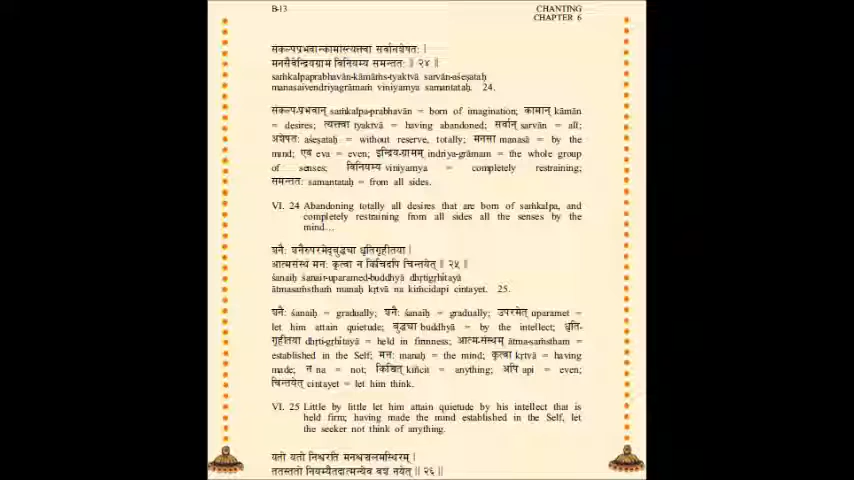 B-13
CHANTING
CHAPTER 6
संकल्पप्रभवान्कामांस्त्यक्त्वा सर्वानशेषतः |
मनसैवेन्द्रियग्रामं विनियम्य समन्ततः || २४ ||
saṁkalpaprabhavān-kāmāṁs-tyaktvā sarvān-aśeṣataḥ
manasaivendriyagrāmaṁ viniyamya samantataḥ. 24.
संकल्प-प्रभवान् saṁkalpa-prabhavān = born of imagination; कामान् kāmān
= desires; त्यक्त्वा tyaktvā = having abandoned; सर्वान् sarvān = all;
अशेषतः aśeṣataḥ = without reserve, totally; मनसा manasā = by the
mind; एव eva = even; इन्द्रिय-ग्रामम् indriya-grāmam = the whole group
of senses; विनियम्य viniyamya = completely restraining;
समन्ततः samantataḥ = from all sides.
VI. 24 Abandoning totally all desires that are born of saṁkalpa, and
completely restraining from all sides all the senses by the
mind...
शनैः शनैरुपरमेद्बुद्ध्या धृतिगृहीतया |
आत्मसंस्थं मनः कृत्वा न किंचिदपि चिन्तयेत् || २५ ||
śanaiḥ śanair-uparamed-buddhyā dhṛtigṛhītayā
ātmasaṁsthaṁ manaḥ kṛtvā na kiṁcidapi cintayet. 25.
शनैः śanaiḥ = gradually; शनैः śanaiḥ = gradually; उपरमेत् uparamet =
let him attain quietude; बुद्ध्या buddhyā = by the intellect; धृति-
गृहीतया dhṛti-gṛhītayā = held in firmness; आत्म-संस्थम् ātma-saṁstham =
established in the Self; मनः manaḥ = the mind; कृत्वा kṛtvā = having
made; न na = not; किञ्चित् kiñcit = anything; अपि api = even;
चिन्तयेत् cintayet = let him think.
VI. 25 Little by little let him attain quietude by his intellect that is
held firm; having made the mind established in the Self, let
the seeker not think of anything.
यतो यतो निश्चरति मनश्चञ्चलमस्थिरम् |
ततस्ततो नियम्यैतदात्मन्येव वशं नयेत् || २६ ||